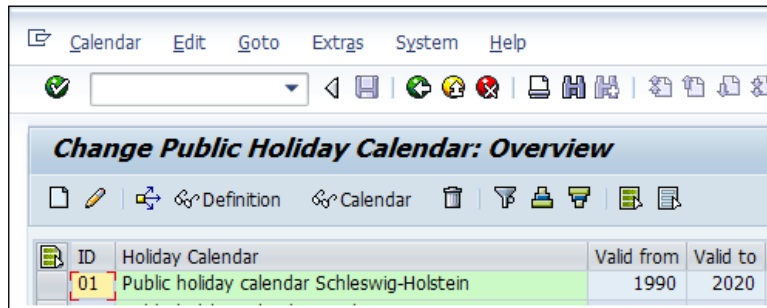 Calendar Edit Goto Extras System Help
Change Public Holiday Calendar: Overview
Definition Calendar
ID Holiday Calendar Valid from Valid to
01 Public holiday calendar Schleswig-Holstein 1990 2020